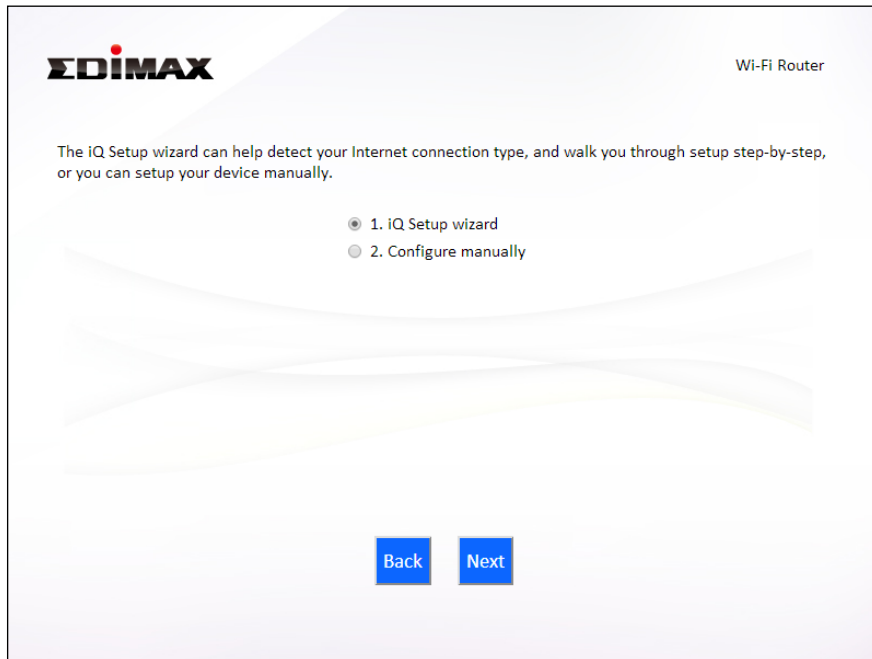 EDIMAX
Wi-Fi Router
The iQ Setup wizard can help detect your Internet connection type, and walk you through setup step-by-step,
or you can setup your device manually.
1. iQ Setup wizard
2. Configure manually
Back Next